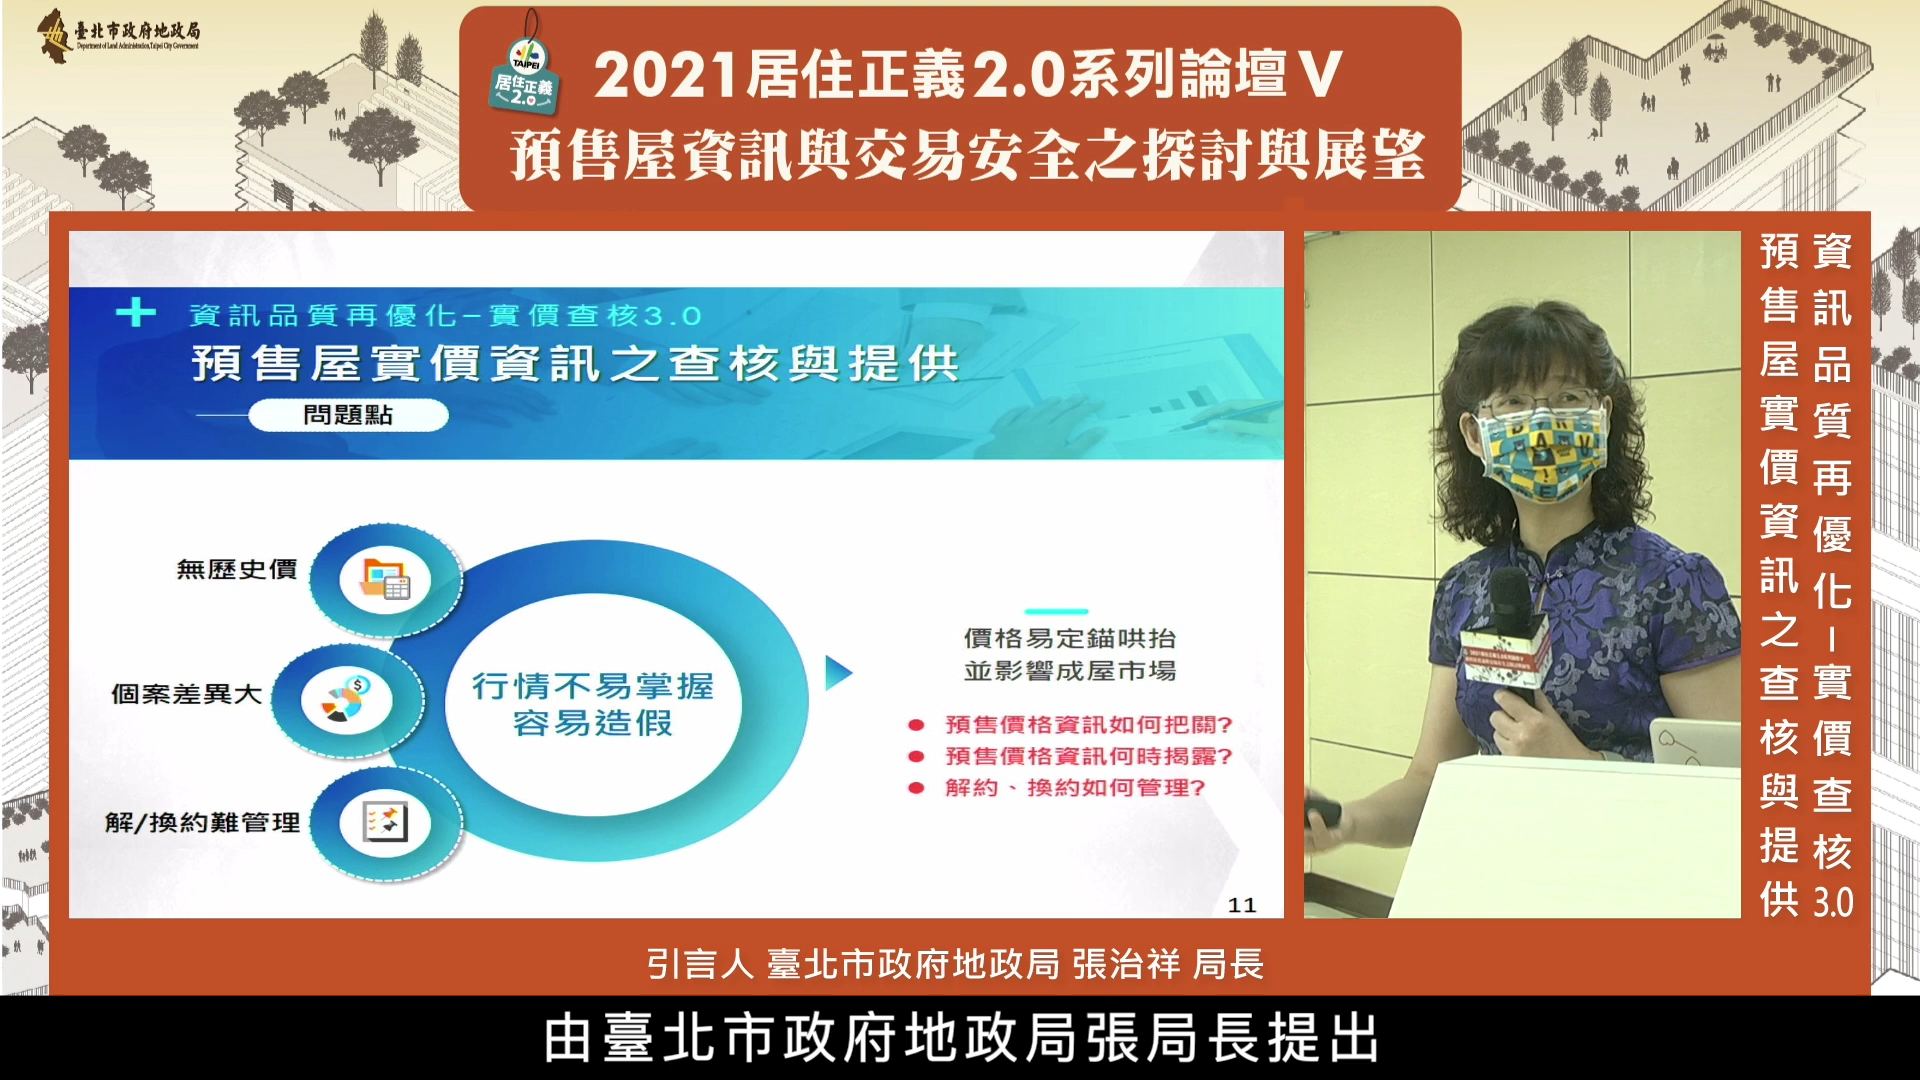 臺北市政府地政局
Department of Land Administration,Taipei City Government
TAIPEI
居住正義
2.0
2021居住正義2.0系列論壇V
預售屋資訊與交易安全之探討與展望
資訊品質再優化–實價查核3.0
預售屋實價資訊之查核與提供
問題點
無歷史價
個案差異大
解/換約難管理
行情不易掌握
容易造假
價格易定錨哄抬
並影響成屋市場
預售價格資訊如何把關?
預售價格資訊何時揭露?
解約、換約如何管理?
11
資訊品質再優化–實價查核3.0
預售屋實價資訊之查核與提供
引言人 臺北市政府地政局 張治祥 局長
由臺北市政府地政局張局長提出